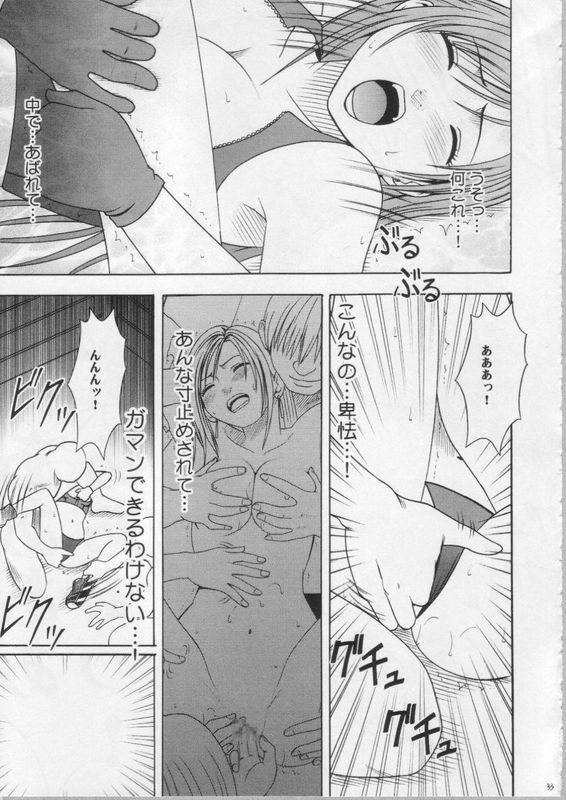 うそっ…
何これ…！
中で…あばれて…
ぶる
ぶる
あああっ！
こんなの…卑怯…！
グチュ
グチュ
あんな寸止めされて…
ガマンできるわけない…！
んんんッ！
ビクッ
ビクッ
33